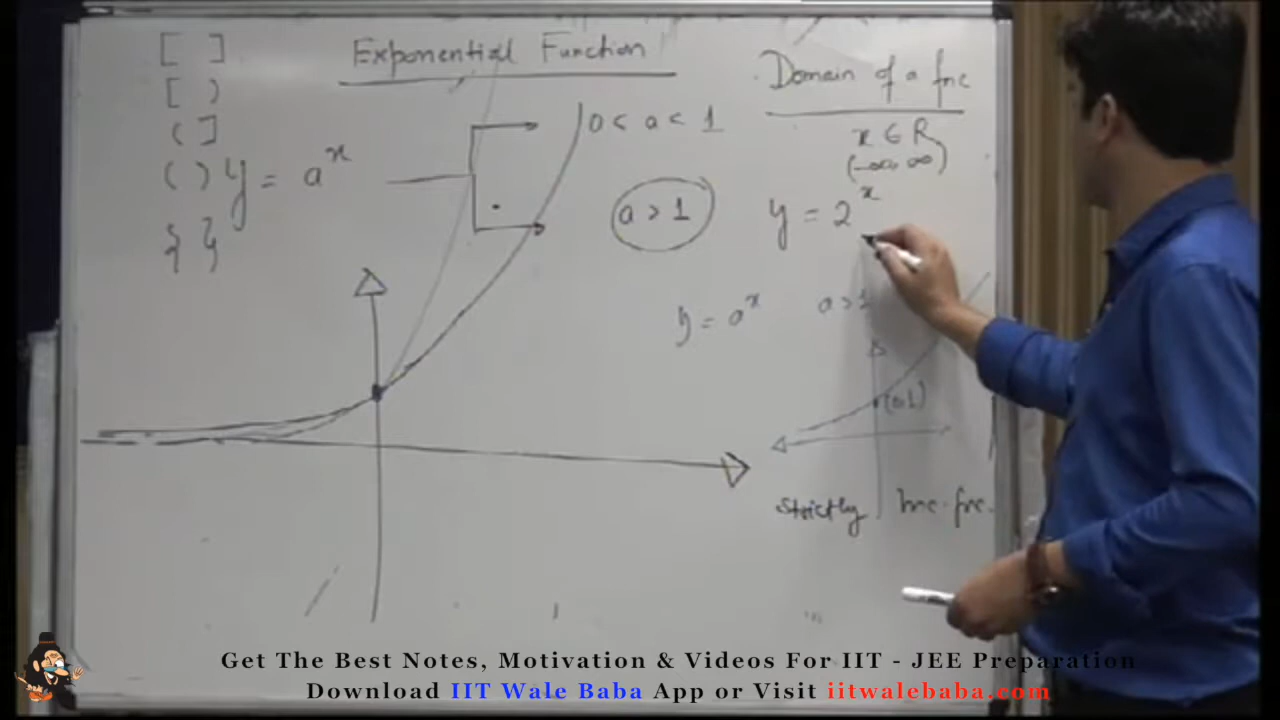 [ ]
[ )
( ]
( )
{ }
Exponential Function
y = a^x
0 < a < 1
a > 1
Domain of a fnc
x ∈ R
(-∞, ∞)
y = 2^x
y = a^x a > 1
(0,1)
Strictly Inc. fnc.
Get The Best Notes, Motivation & Videos For IIT - JEE Preparation
Download IIT Wale Baba App or Visit iitwalebaba.com